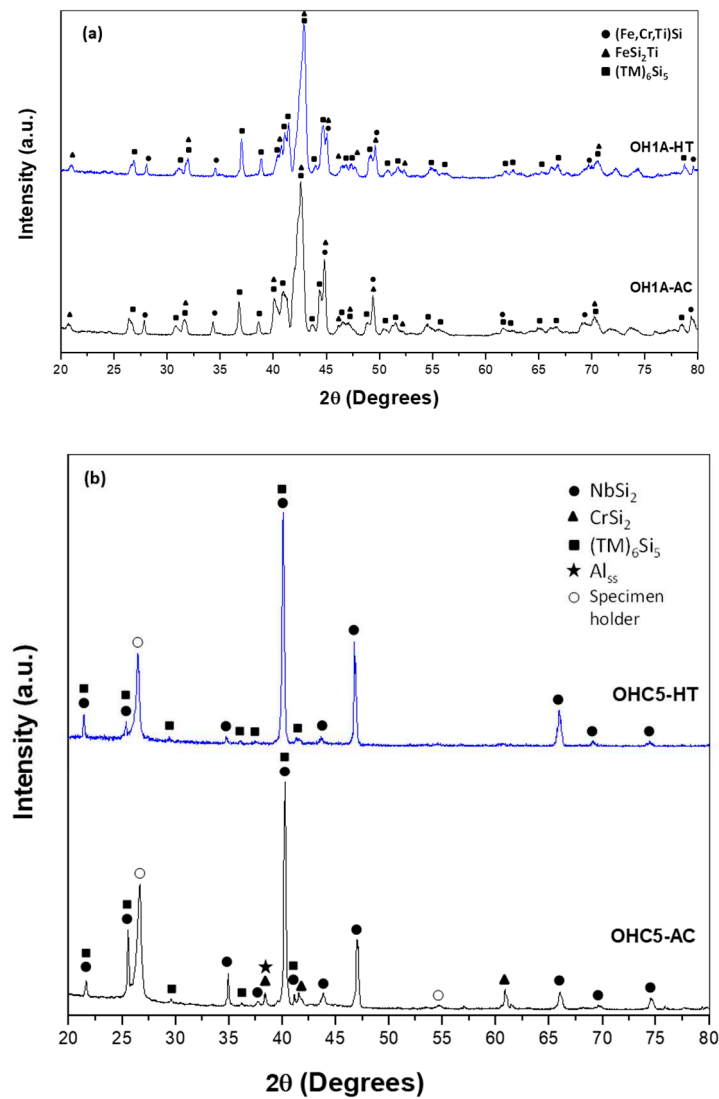 (a)
(Fe,Cr,Ti)Si
FeSi2Ti
(TM)6Si5
OH1A-HT
OH1A-AC
Intensity (a.u.)
20 25 30 35 40 45 50 55 60 65 70 75 80
2θ (Degrees)
(b)
NbSi2
CrSi2
(TM)6Si5
Alss
Specimen
holder
OHC5-HT
OHC5-AC
Intensity (a.u.)
20 25 30 35 40 45 50 55 60 65 70 75 80
2θ (Degrees)